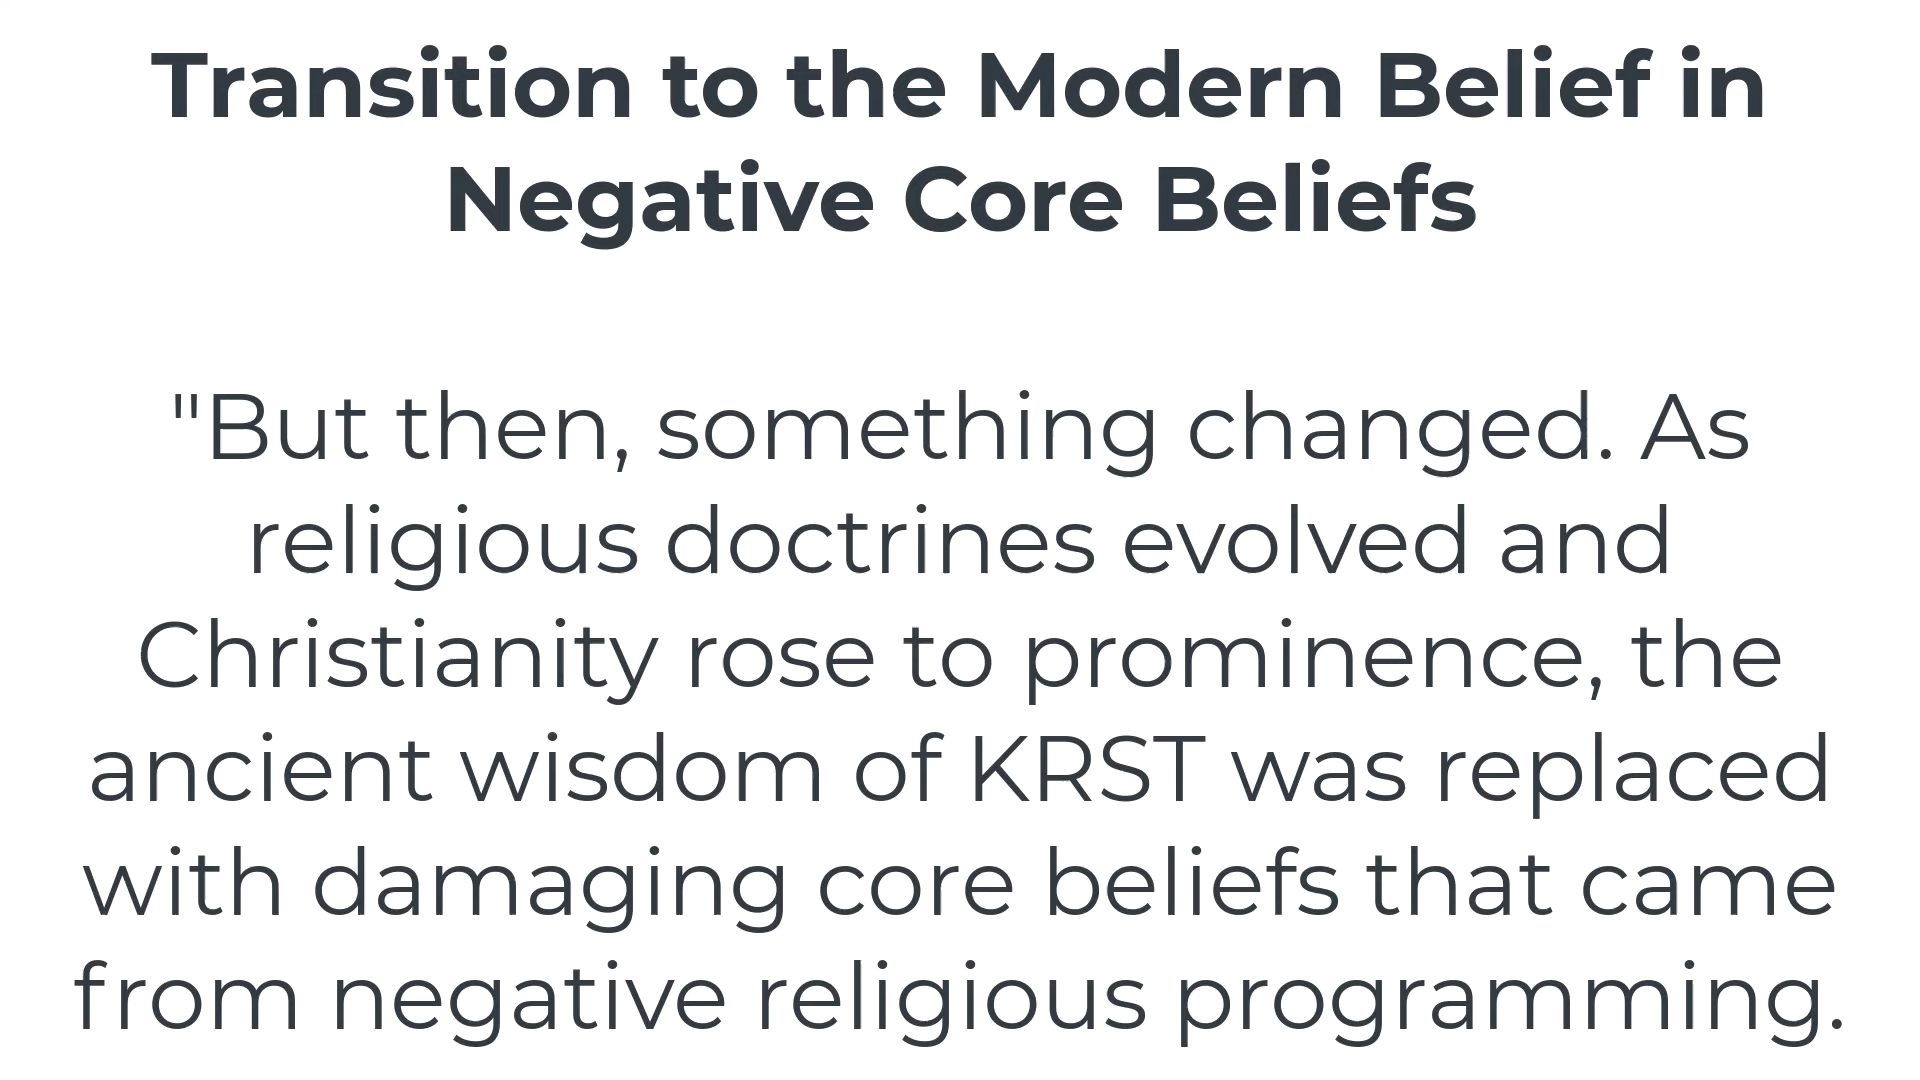 Transition to the Modern Belief in
Negative Core Beliefs
"But then, something changed. As
religious doctrines evolved and
Christianity rose to prominence, the
ancient wisdom of KRST was replaced
with damaging core beliefs that came
from negative religious programming.